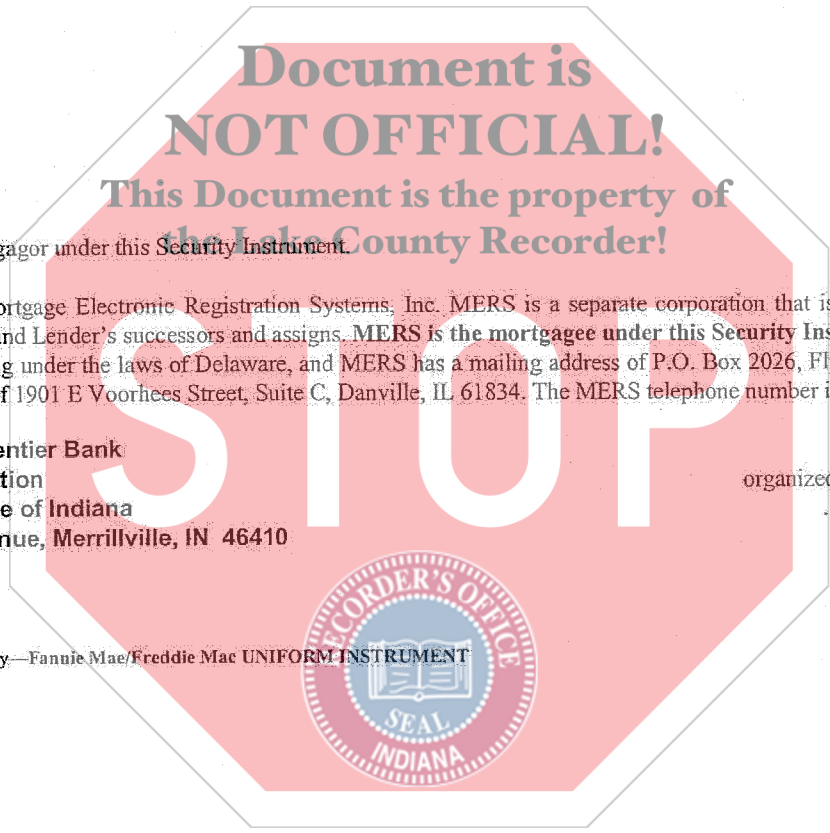 Document is
NOT OFFICIAL!
This Document is the property of
the Lake County Recorder!
gagor under this Security Instrument.
ortgage Electronic Registration Systems, Inc. MERS is a separate corporation that is
nd Lender's successors and assigns. MERS is the mortgagee under this Security Ins
g under the laws of Delaware, and MERS has a mailing address of P.O. Box 2026, Fl
f 1901 E Voorhees Street, Suite C, Danville, IL 61834. The MERS telephone number i
STOP
entier Bank
tion organized
e of Indiana
nue, Merrillville, IN 46410
RECORDER'S OFFICE
SEAL
INDIANA
y—Fannie Mae/Freddie Mac UNIFORM INSTRUMENT